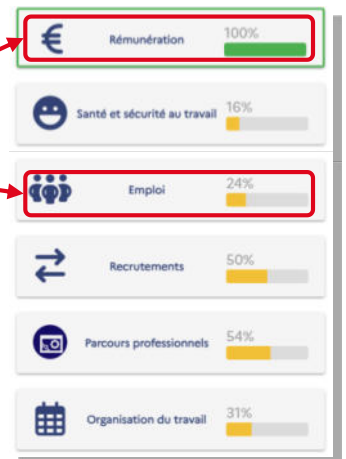 € Rémunération 100%
Santé et sécurité au travail 16%
Emploi 24%
Recrutements 50%
Parcours professionnels 54%
Organisation du travail 31%